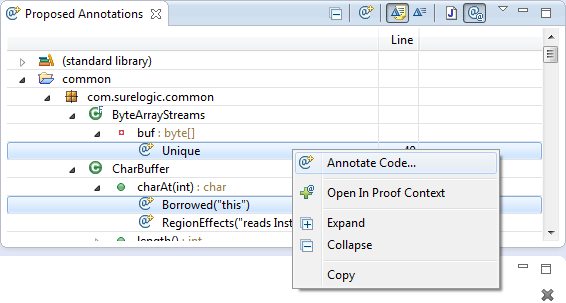 Proposed Annotations
Line
(standard library)
common
com.surelogic.common
ByteArrayStreams
buf : byte[]
Unique
CharBuffer
charAt(int) : char
Borrowed("this")
RegionEffects("reads Inst
length() : int
Annotate Code...
Open In Proof Context
Expand
Collapse
Copy